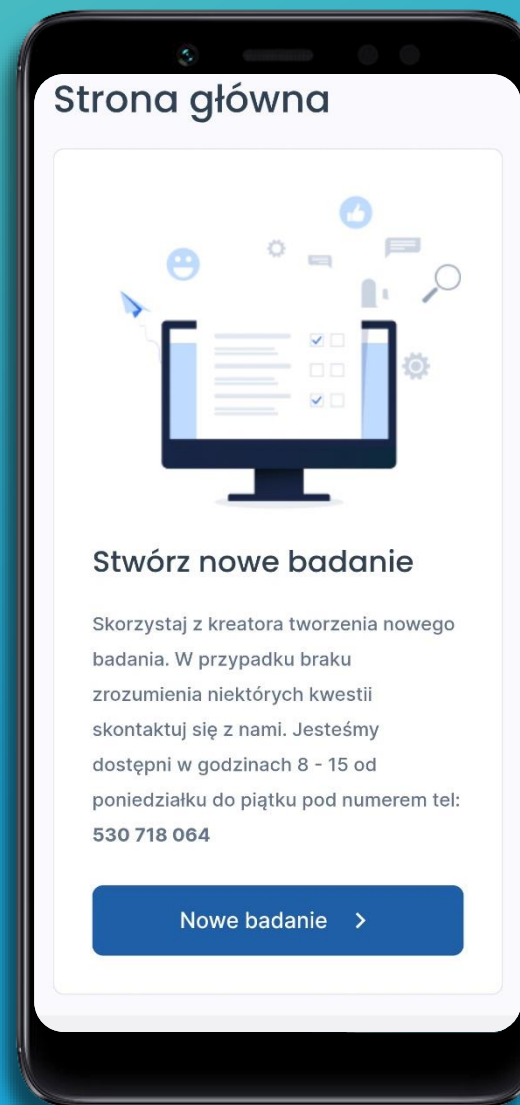 Strona główna
Stwórz nowe badanie
Skorzystaj z kreatora tworzenia nowego
badania. W przypadku braku
zrozumienia niektórych kwestii
skontaktuj się z nami. Jesteśmy
dostępni w godzinach 8 - 15 od
poniedziałku do piątku pod numerem tel:
530 718 064
Nowe badanie